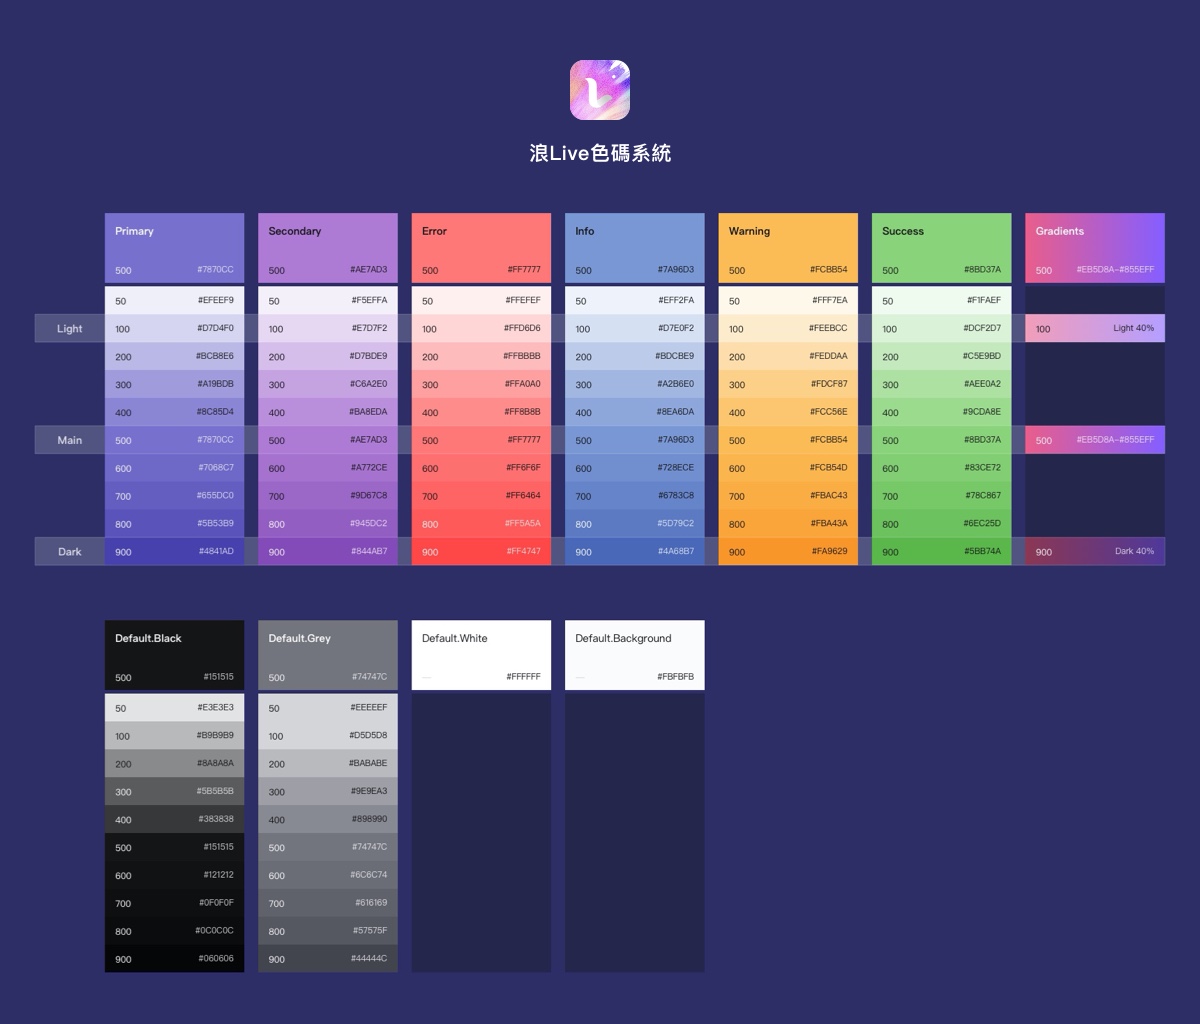 浪Live色碼系統
Primary Secondary Error Info Warning Success Gradients
500 #7870CC 500 #AE7AD3 500 #FF7777 500 #7A96D3 500 #FCBB54 500 #8BD37A 500 #EB5D8A~#855EFF
50 #EFEEF9 50 #F5EFFA 50 #FFEFEF 50 #EFF2FA 50 #FFF7EA 50 #F1FAEF
Light 100 #D7D4F0 100 #E7D7F2 100 #FFD6D6 100 #D7E0F2 100 #FEEBCC 100 #DCF2D7 100 Light 40%
200 #BCB8E6 200 #D7BDE9 200 #FFBBBB 200 #BDCBE9 200 #FEDDAA 200 #C5E9BD
300 #A19BDB 300 #C6A2E0 300 #FFA0A0 300 #A2B6E0 300 #FDCF87 300 #AEE0A2
400 #8C85D4 400 #BA8EDA 400 #FF8B8B 400 #8EA6DA 400 #FCC56E 400 #9CDA8E
Main 500 #7870CC 500 #AE7AD3 500 #FF7777 500 #7A96D3 500 #FCBB54 500 #8BD37A 500 #EB5D8A~#855EFF
600 #7068C7 600 #A772CE 600 #FF6F6F 600 #728ECE 600 #FCB54D 600 #83CE72
700 #655DC0 700 #9D67C8 700 #FF6464 700 #6783C8 700 #FBAC43 700 #78C867
800 #5B53B9 800 #945DC2 800 #FF5A5A 800 #5D79C2 800 #FBA43A 800 #6EC25D
Dark 900 #4841AD 900 #844AB7 900 #FF4747 900 #4A68B7 900 #FA9629 900 #5BB74A 900 Dark 40%
Default.Black Default.Grey Default.White Default.Background
500 #151515 500 #74747C — #FFFFFF — #FBFBFB
50 #E3E3E3 50 #EEEEEF
100 #B9B9B9 100 #D5D5D8
200 #8A8A8A 200 #BABABE
300 #5B5B5B 300 #9E9EA3
400 #383838 400 #898990
500 #151515 500 #74747C
600 #121212 600 #6C6C74
700 #0F0F0F 700 #616169
800 #0C0C0C 800 #57575F
900 #060606 900 #44444C